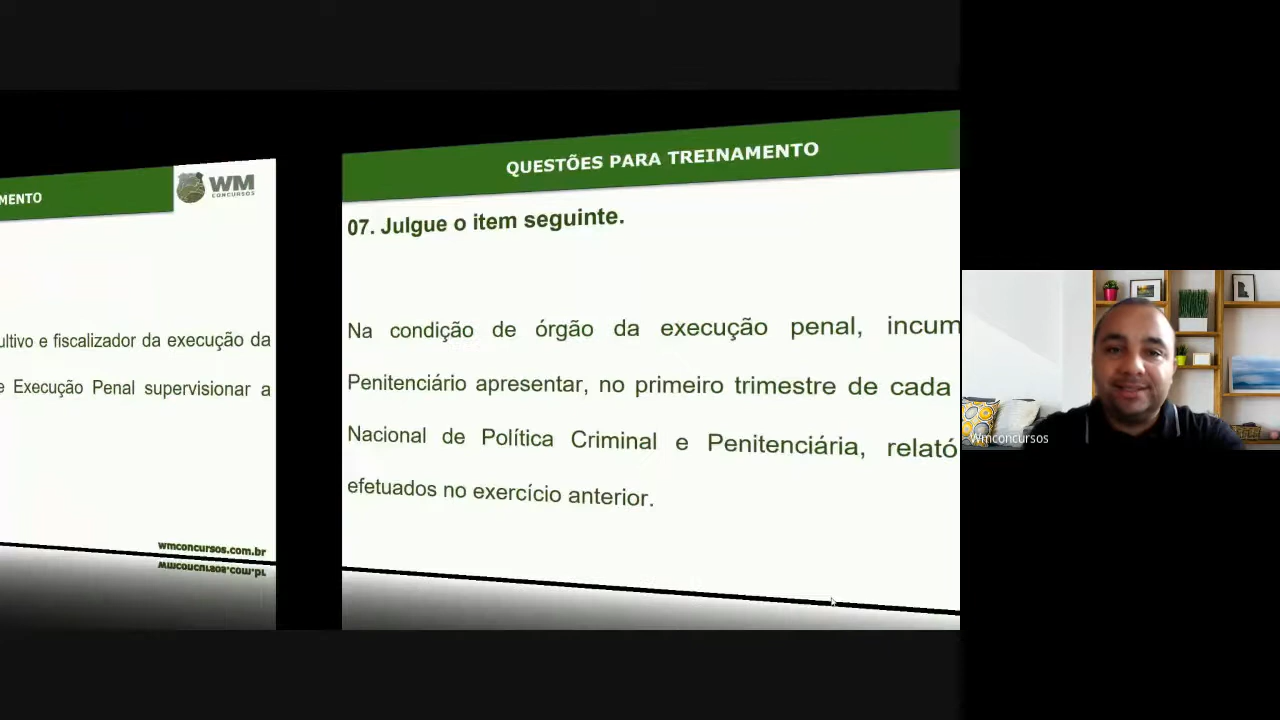 MENTO
WM
CONCURSOS
ultivo e fiscalizador da execução da
e Execução Penal supervisionar a
wmconcursos.com.br
QUESTÕES PARA TREINAMENTO
07. Julgue o item seguinte.
Na condição de órgão da execução penal, incum
Penitenciário apresentar, no primeiro trimestre de cada
Nacional de Política Criminal e Penitenciária, relató
efetuados no exercício anterior.
Wmconcursos